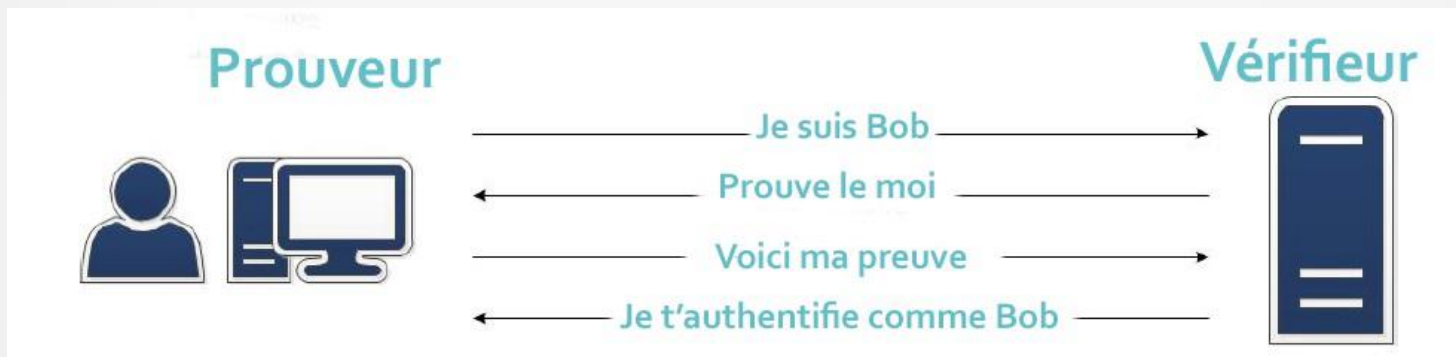 Prouveur
Vérifieur
Je suis Bob
Prouve le moi
Voici ma preuve
Je t'authentifie comme Bob